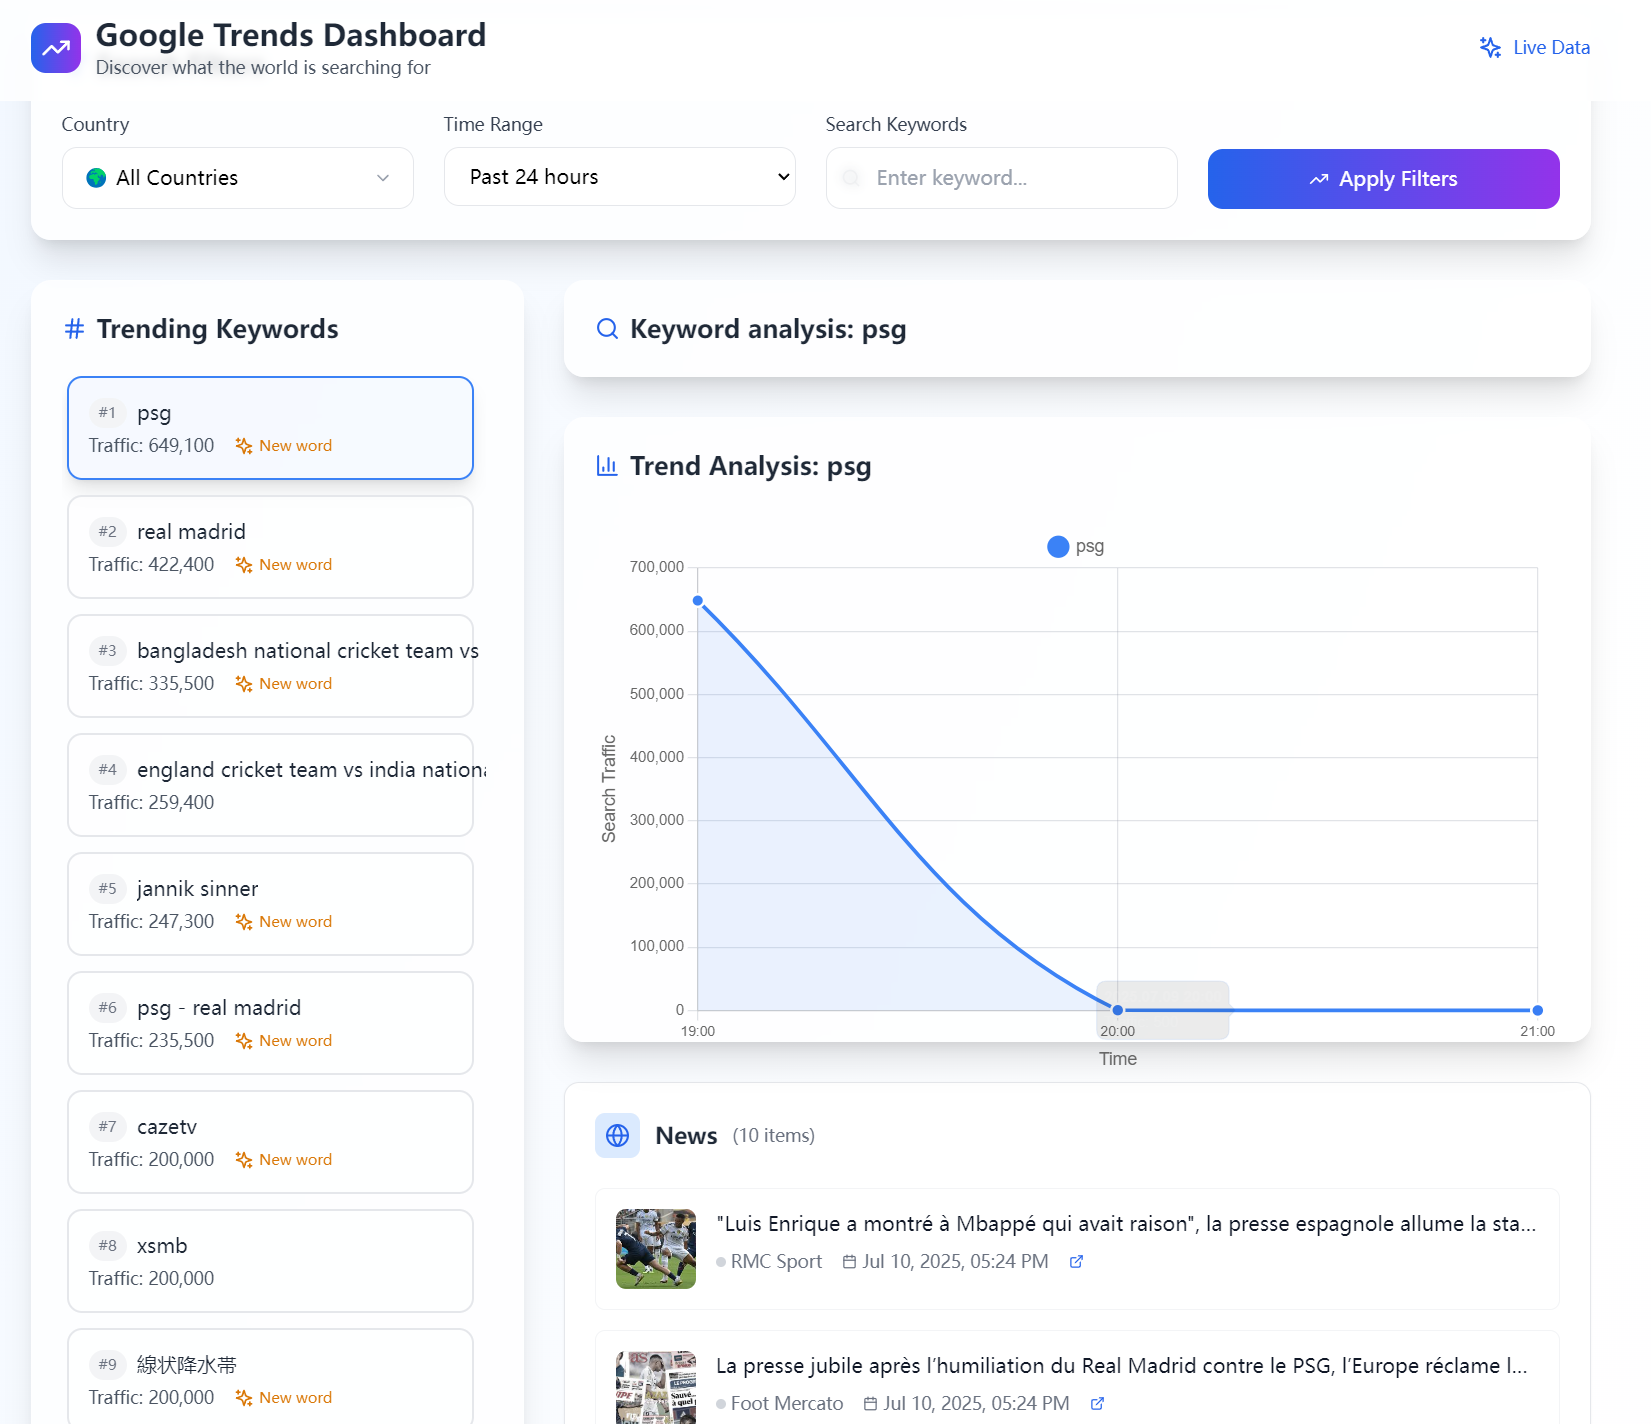 Google Trends Dashboard
Discover what the world is searching for
Live Data
Country
Time Range
Search Keywords
All Countries
Past 24 hours
Enter keyword...
Apply Filters
Trending Keywords
#1 psg
Traffic: 649,100 New word
#2 real madrid
Traffic: 422,400 New word
#3 bangladesh national cricket team vs
Traffic: 335,500 New word
#4 england cricket team vs india nationa
Traffic: 259,400
#5 jannik sinner
Traffic: 247,300 New word
#6 psg - real madrid
Traffic: 235,500 New word
#7 cazetv
Traffic: 200,000 New word
#8 xsmb
Traffic: 200,000
#9 線状降水帯
Traffic: 200,000 New word
Keyword analysis: psg
Trend Analysis: psg
psg
700,000
600,000
500,000
400,000
300,000
200,000
100,000
0
Search Traffic
19:00 20:00 21:00
Time
News (10 items)
"Luis Enrique a montré à Mbappé qui avait raison", la presse espagnole allume la sta...
RMC Sport Jul 10, 2025, 05:24 PM
La presse jubile après l’humiliation du Real Madrid contre le PSG, l’Europe réclame l...
Foot Mercato Jul 10, 2025, 05:24 PM